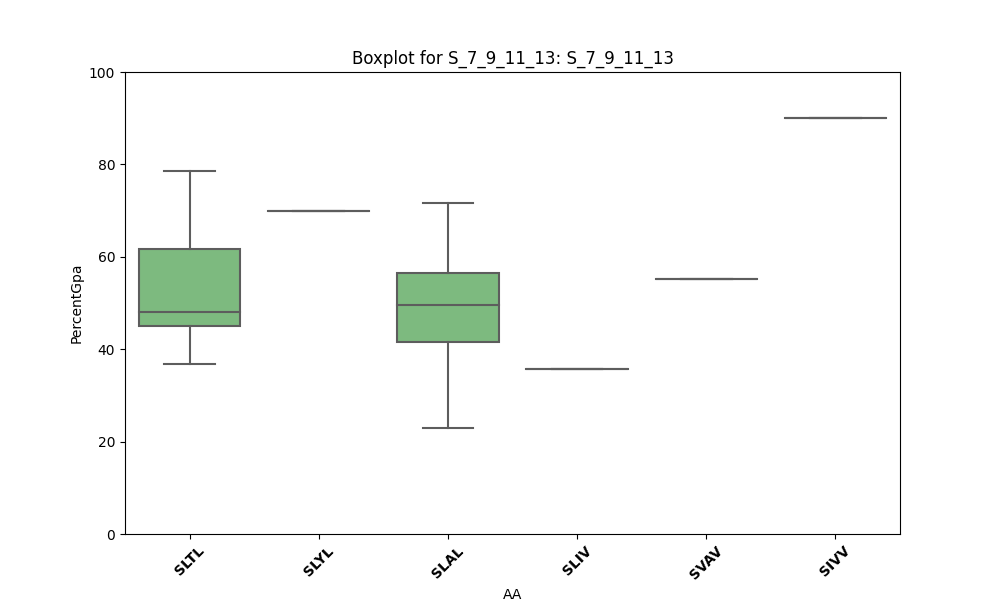 Boxplot for S_7_9_11_13: S_7_9_11_13
100
80
60
40
20
0
PercentGpa
SLTL
SLYL
SLAL
SLIV
SVAV
SIVV
AA